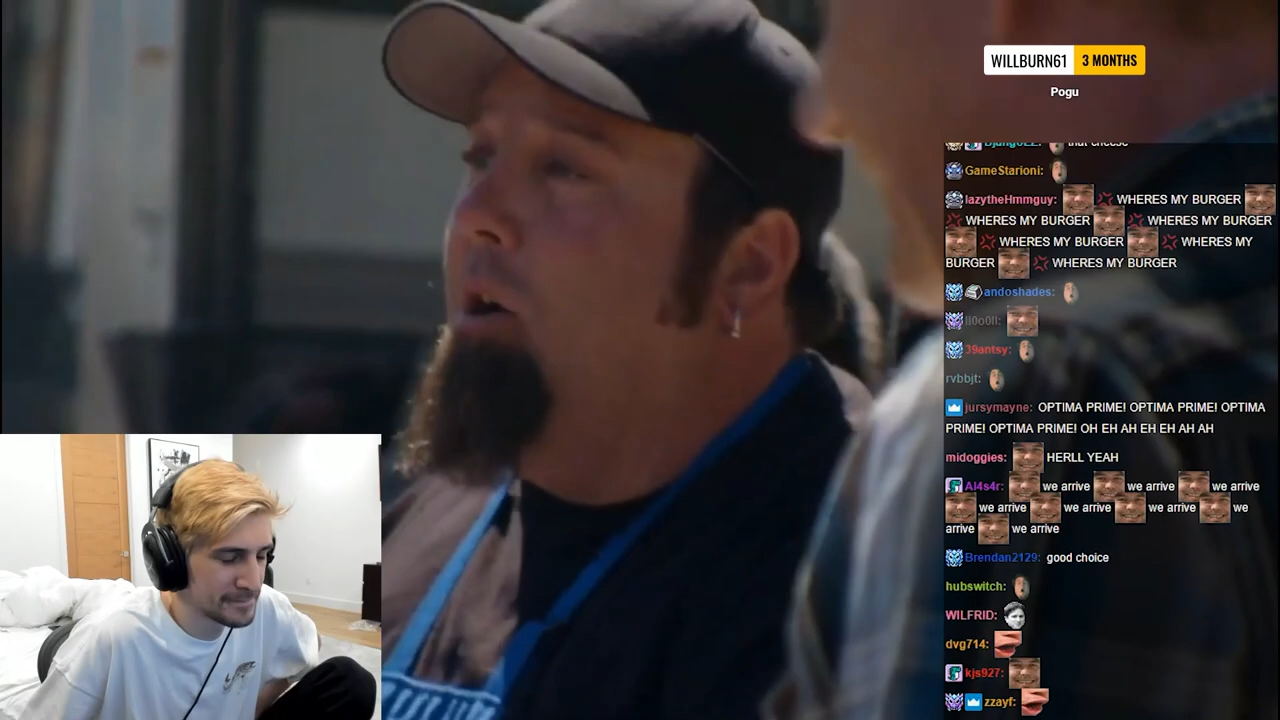 WILLBURN61 3 MONTHS
Pogu
that cheese
GameStarioni:
lazytheHmmguy: WHERES MY BURGER
WHERES MY BURGER WHERES MY BURGER
WHERES MY BURGER WHERES MY
BURGER WHERES MY BURGER
andoshades:
ll0o0ll:
39antsy:
rvbbjt:
jursymayne: OPTIMA PRIME! OPTIMA PRIME! OPTIMA
PRIME! OPTIMA PRIME! OH EH AH EH EH AH AH
midoggies: HERLL YEAH
Al4s4r: we arrive we arrive we arrive
we arrive we arrive we arrive we
arrive we arrive
Brendan2129: good choice
hubswitch:
WILFRID:
dvg714:
kjs927:
zzayf: